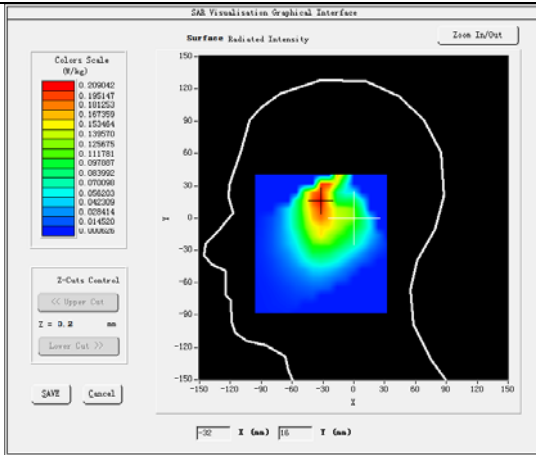 SAR Visualisation Graphical Interface
Surface Radiated Intensity
Zoom In/Out
Colors Scale
(W/kg)
0.209042
0.195147
0.181253
0.167359
0.153464
0.139570
0.125675
0.111781
0.097887
0.083992
0.070098
0.056203
0.042309
0.028414
0.014520
0.000626
150
120
90
60
30
0
-30
-60
-90
-120
-150
Y
-150 -120 -90 -60 -30 0 30 60 90 120 150
X
Z-Cuts Control
<< Upper Cut
Z = 3.2 mm
Lower Cut >>
SAVE Cancel
-32 X (mm) 16 Y (mm)